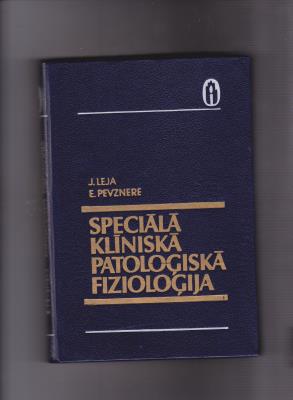 J. LEJA
E. PEVZNERE
SPECIĀLĀ
KLĪNISKĀ
PATOLOĢISKĀ
FIZIOLOĢIJA